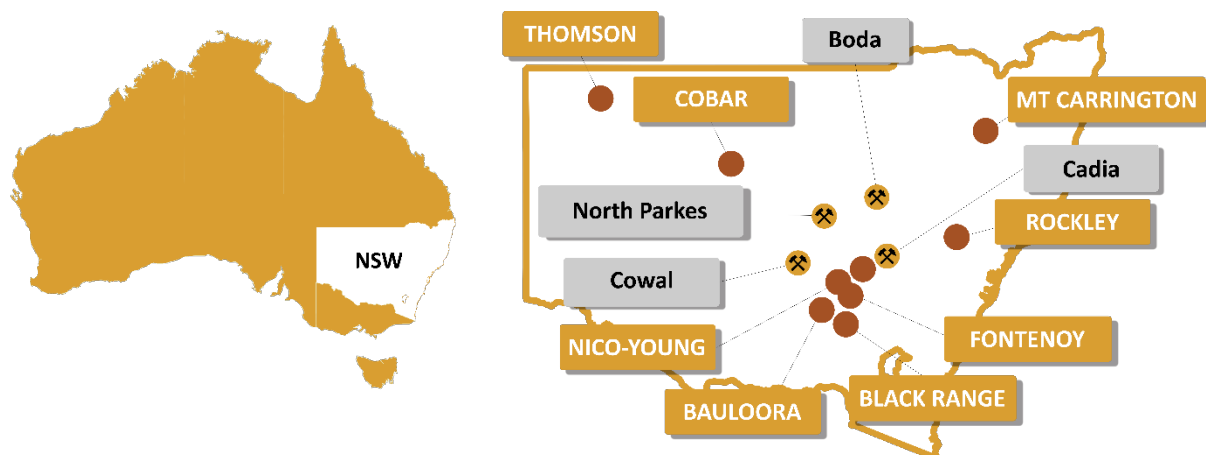 NSW
THOMSON
Boda
COBAR
MT CARRINGTON
Cadia
North Parkes
ROCKLEY
Cowal
NICO-YOUNG
FONTENOY
BAULOORA
BLACK RANGE